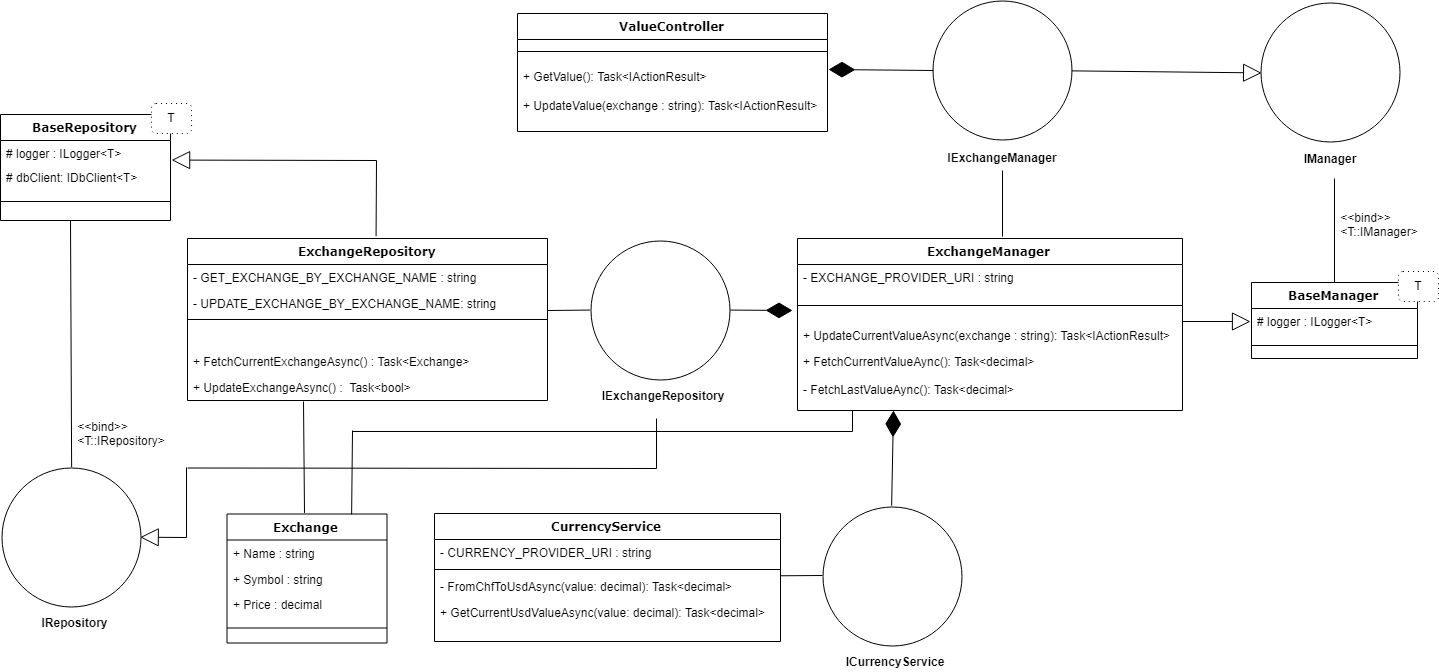 ValueController
+ GetValue(): Task<IActionResult>
+ UpdateValue(exchange : string): Task<IActionResult>
IExchangeManager
IManager
T
BaseRepository
# logger : ILogger<T>
# dbClient: IDbClient<T>
<<bind>>
<T::IManager>
ExchangeRepository
- GET_EXCHANGE_BY_EXCHANGE_NAME : string
- UPDATE_EXCHANGE_BY_EXCHANGE_NAME: string
+ FetchCurrentExchangeAsync() : Task<Exchange>
+ UpdateExchangeAsync() :  Task<bool>
IExchangeRepository
ExchangeManager
- EXCHANGE_PROVIDER_URI : string
+ UpdateCurrentValueAsync(exchange : string): Task<IActionResult>
+ FetchCurrentValueAync(): Task<decimal>
- FetchLastValueAync(): Task<decimal>
T
BaseManager
# logger : ILogger<T>
<<bind>>
<T::IRepository>
IRepository
Exchange
+ Name : string
+ Symbol : string
+ Price : decimal
CurrencyService
- CURRENCY_PROVIDER_URI : string
- FromChfToUsdAsync(value: decimal): Task<decimal>
+ GetCurrentUsdValueAsync(value: decimal): Task<decimal>
ICurrencyService